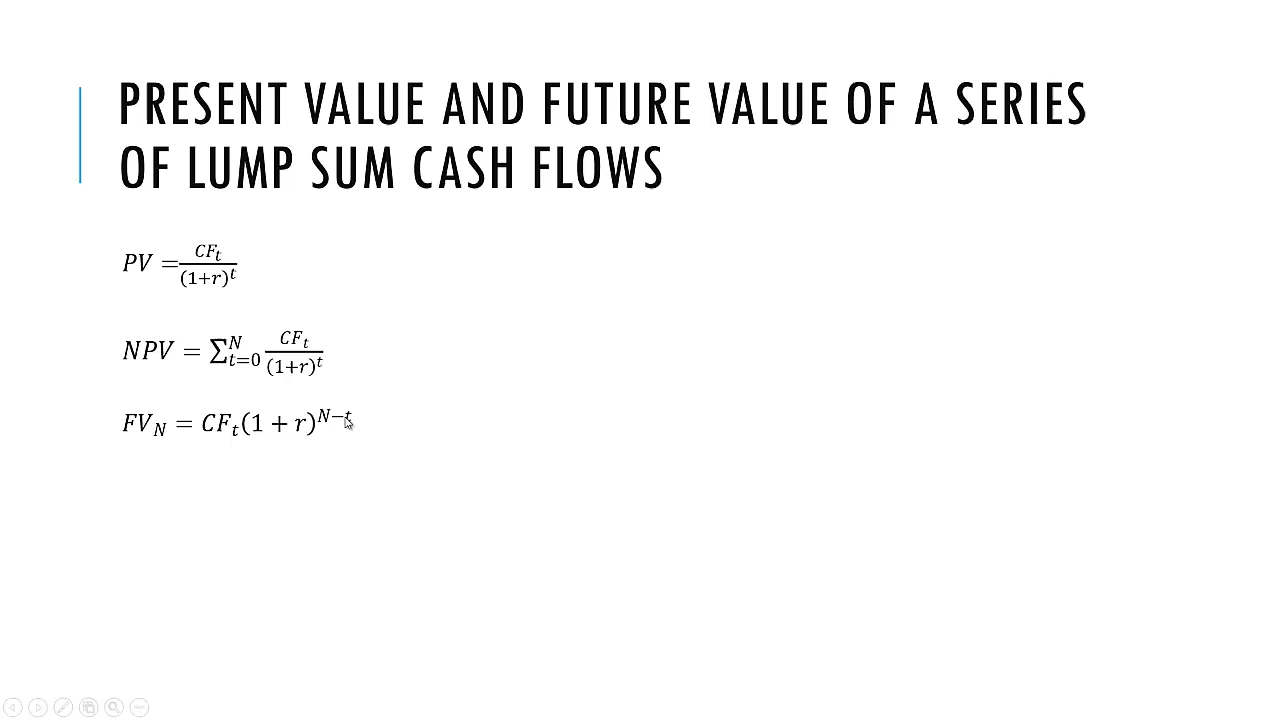 PRESENT VALUE AND FUTURE VALUE OF A SERIES
OF LUMP SUM CASH FLOWS
PV = CF_t/(1+r)^t
NPV = ∑_{t=0}^{N} CF_t/(1+r)^t
FV_N = CF_t(1 + r)^{N−t}